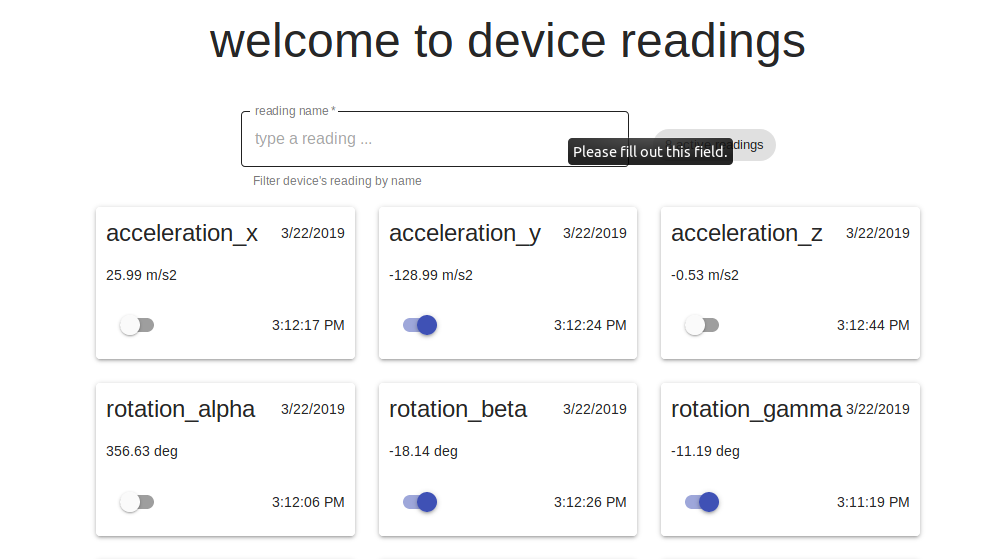 welcome to device readings
reading name *
type a reading ...
Please fill out this field.
readings
Filter device's reading by name
acceleration_x 3/22/2019
25.99 m/s2
3:12:17 PM
acceleration_y 3/22/2019
-128.99 m/s2
3:12:24 PM
acceleration_z 3/22/2019
-0.53 m/s2
3:12:44 PM
rotation_alpha 3/22/2019
356.63 deg
3:12:06 PM
rotation_beta 3/22/2019
-18.14 deg
3:12:26 PM
rotation_gamma 3/22/2019
-11.19 deg
3:11:19 PM